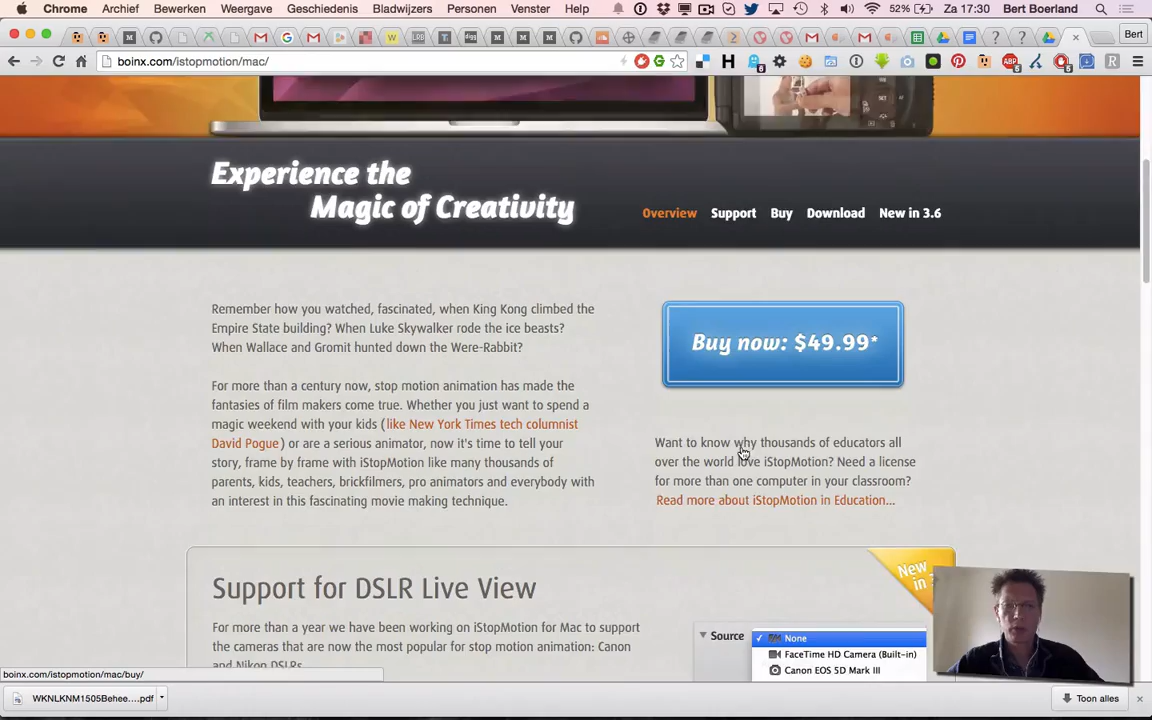 Chrome Archief Bewerken Weergave Geschiedenis Bladwijzers Personen Venster Help 52% Za 17:30 Bert Boerland
Bert
boinx.com/istopmotion/mac/
Experience the
Magic of Creativity
Overview Support Buy Download New in 3.6
Remember how you watched, fascinated, when King Kong climbed the
Empire State building? When Luke Skywalker rode the ice beasts?
When Wallace and Gromit hunted down the Were-Rabbit?
For more than a century now, stop motion animation has made the
fantasies of film makers come true. Whether you just want to spend a
magic weekend with your kids (like New York Times tech columnist
David Pogue) or are a serious animator, now it's time to tell your
story, frame by frame with iStopMotion like many thousands of
parents, kids, teachers, brickfilmers, pro animators and everybody with
an interest in this fascinating movie making technique.
Buy now: $49.99*
Want to know why thousands of educators all
over the world love iStopMotion? Need a license
for more than one computer in your classroom?
Read more about iStopMotion in Education...
Support for DSLR Live View
New
in
For more than a year we have been working on iStopMotion for Mac to support
the cameras that are now the most popular for stop motion animation: Canon
and Nikon DSLRs
Source
None
FaceTime HD Camera (Built-in)
Canon EOS 5D Mark III
boinx.com/istopmotion/mac/buy/
WKNLKNM1505Behee....pdf
Toon alles